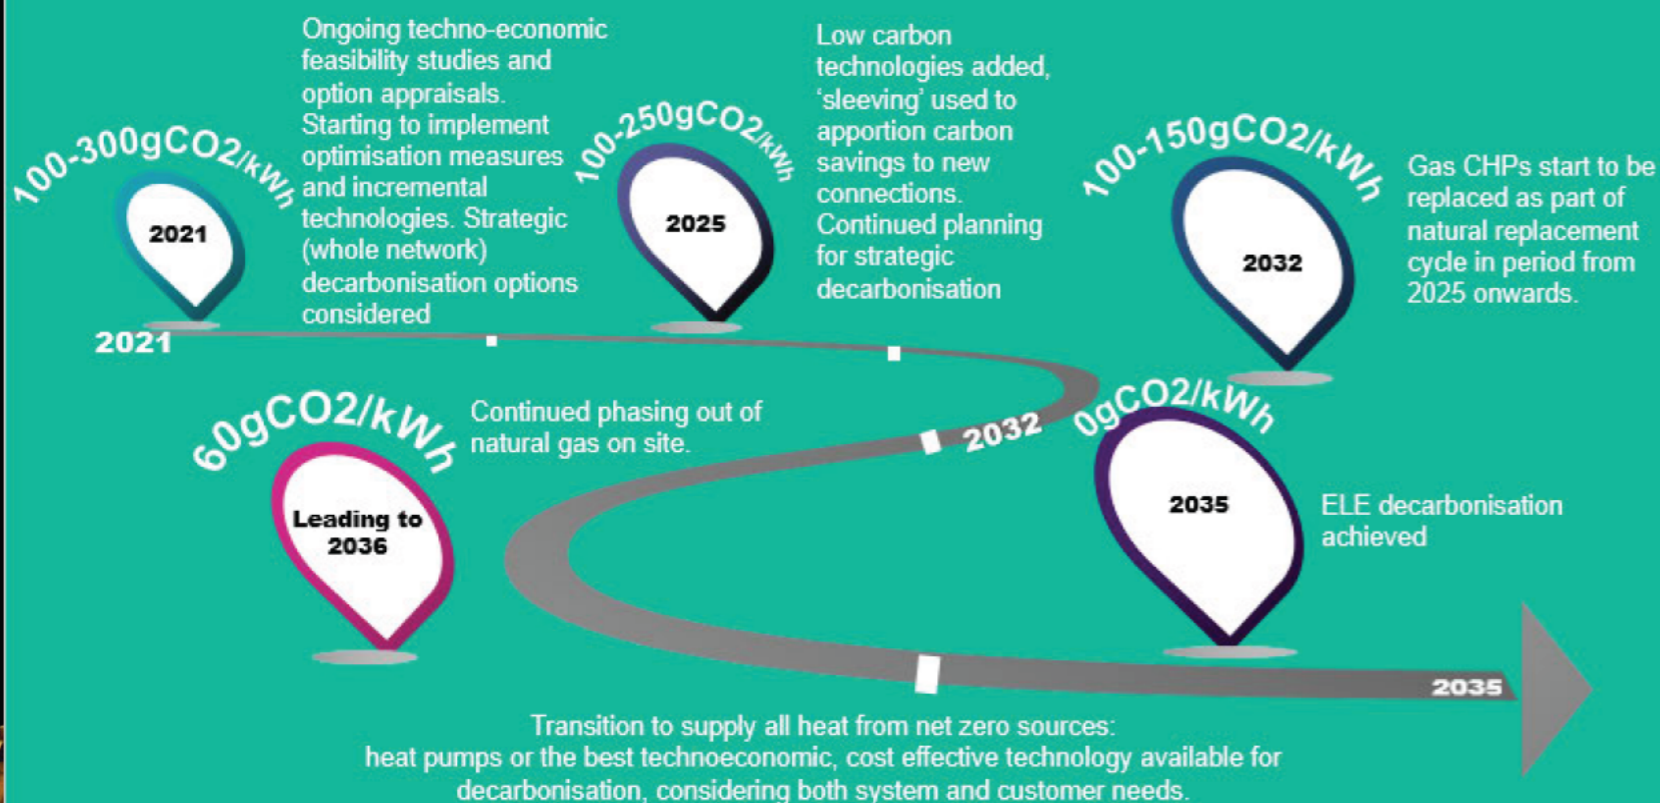 100-300gCO2/kWh
2021
Ongoing techno-economic
feasibility studies and
option appraisals.
Starting to implement
optimisation measures
and incremental
technologies. Strategic
(whole network)
decarbonisation options
considered
100-250gCO2/kWh
2025
Low carbon
technologies added,
‘sleeving’ used to
apportion carbon
savings to new
connections.
Continued planning
for strategic
decarbonisation
100-150gCO2/kWh
2032
Gas CHPs start to be
replaced as part of
natural replacement
cycle in period from
2025 onwards.
2021
2032
60gCO2/kWh
Leading to
2036
Continued phasing out of
natural gas on site.
0gCO2/kWh
2035
ELE decarbonisation
achieved
2035
Transition to supply all heat from net zero sources:
heat pumps or the best technoeconomic, cost effective technology available for
decarbonisation, considering both system and customer needs.